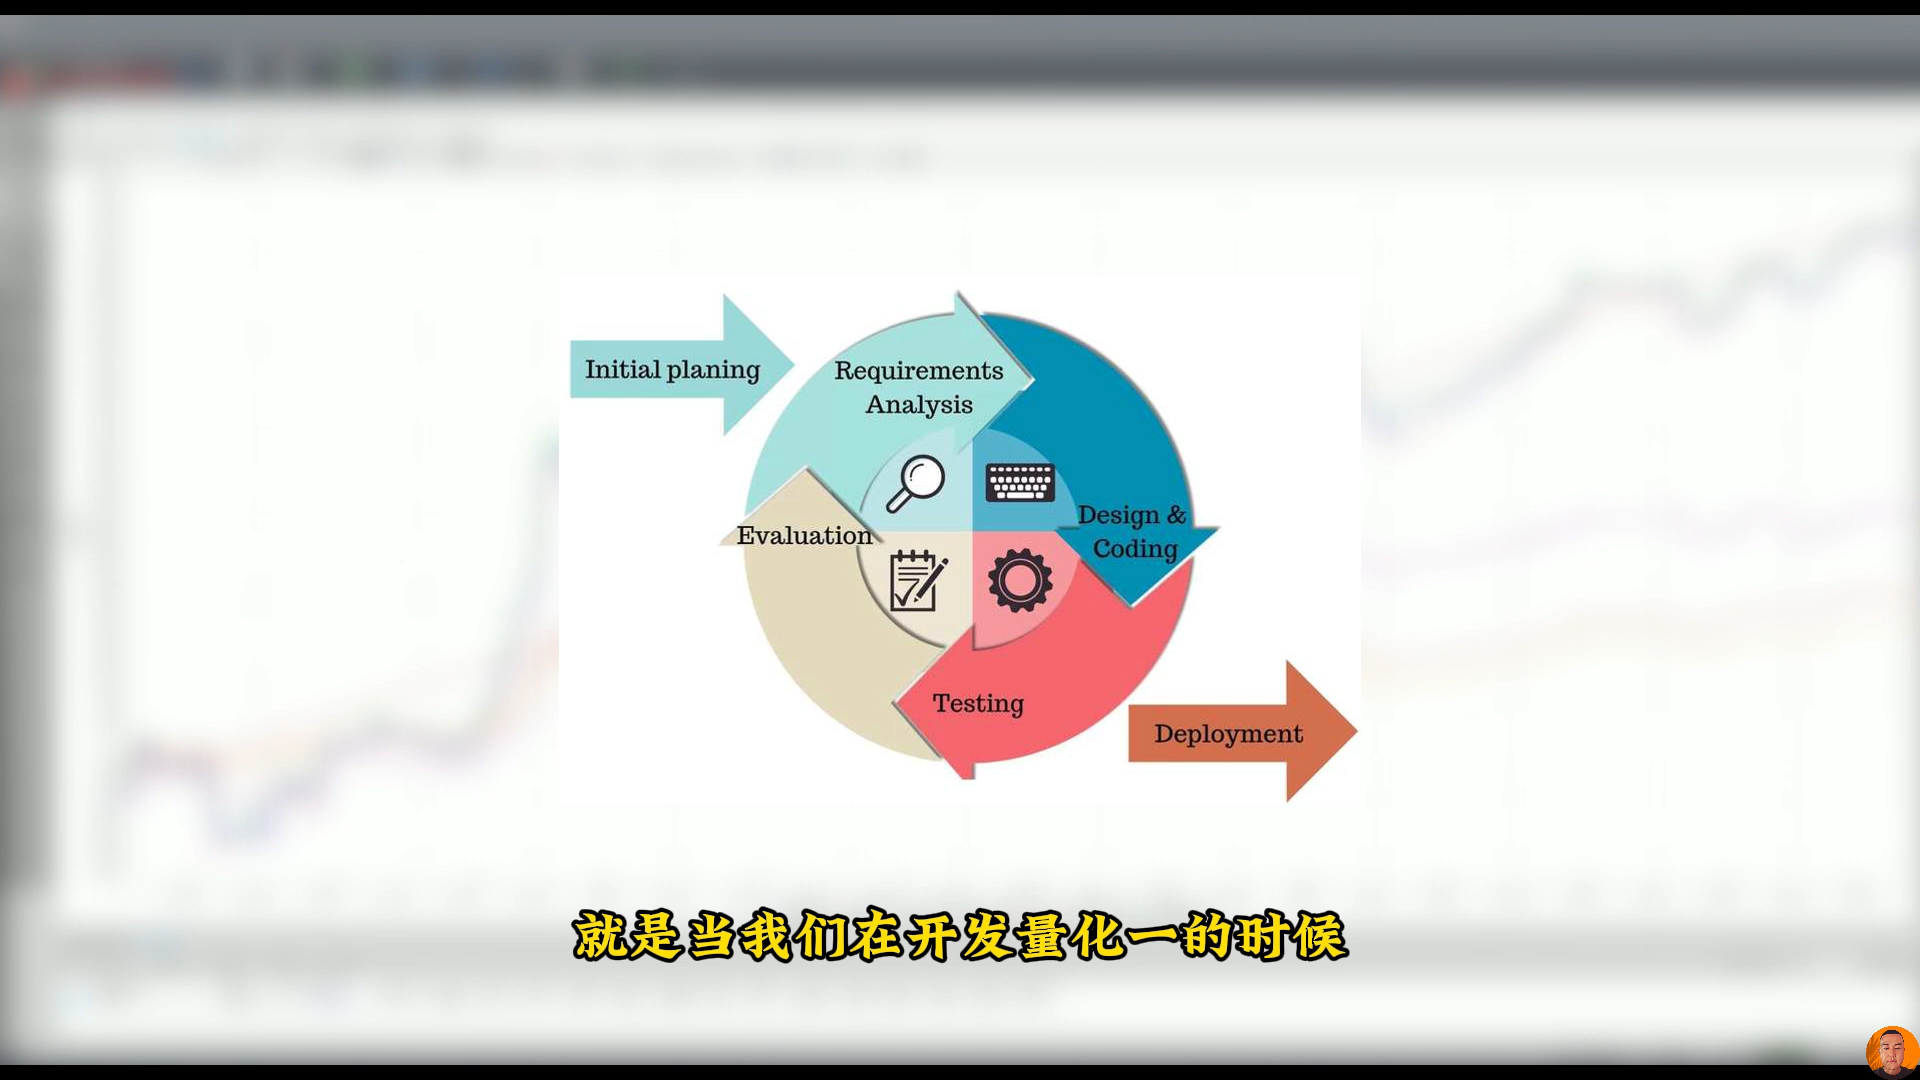 Initial planing
Requirements
Analysis
Design &
Coding
Evaluation
Testing
Deployment
就是当我们在开发量化一的时候